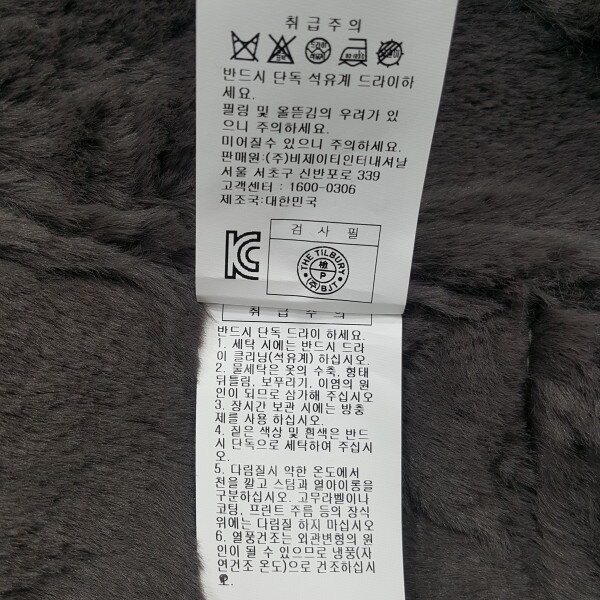 취급주의
드라이
석유계
반드시 단독 석유계 드라이하
세요.
필링 및 올뜯김의 우려가 있
으니 주의하세요.
미어질수 있으니 주의하세요.
판매원:(주)비제이티인터내셔날
서울 서초구 신반포로 339
고객센터 : 1600-0306
제조국:대한민국
검 사 필
THE TILBURY
檢
P
(주)BJT
취 급 주 의
반드시 단독 드라이 하세요.
1. 세탁 시에는 반드시 드라
이 클리닝(석유계) 하십시오.
2. 물세탁은 옷의 수축, 형태
뒤틀림, 보푸리기, 이염의 원
인이 되므로 삼가해 주십시오
3. 장시간 보관 시에는 방충
제를 사용 하십시오.
4. 짙은 색상 및 흰색은 반드
시 단독으로 세탁하여 주십시
오.
5. 다림질시 약한 온도에서
천을 깔고 스팀과 열아이롱을
구분하십시오. 고무라벨이나
코팅, 프린트 주름 등의 장식
위에는 다림질 하지 마십시오
6. 열풍건조는 외관변형의 원
인이 될 수 있으므로 냉풍(자
연건조 온도)으로 건조하십시
오.